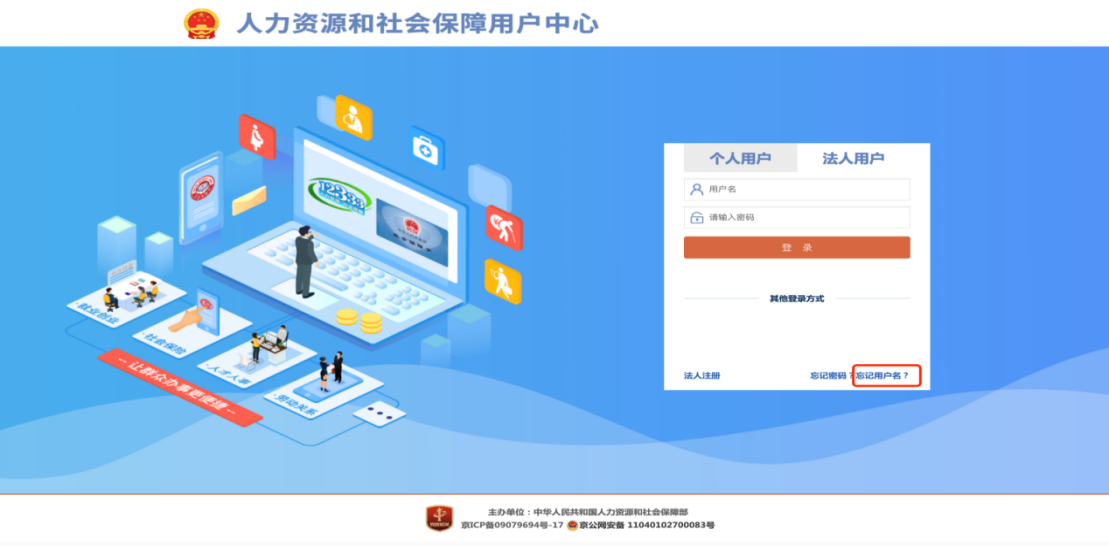 人力资源和社会保障用户中心
个人用户 法人用户
用户名
请输入密码
登 录
其他登录方式
法人注册 忘记密码？忘记用户名？
12333
·就业创业
·社会保险
·人才人事
·劳动关系
-- 让群众办事更便捷 --
主办单位：中华人民共和国人力资源和社会保障部
京ICP备09079694号-17 京公网安备 11040102700083号